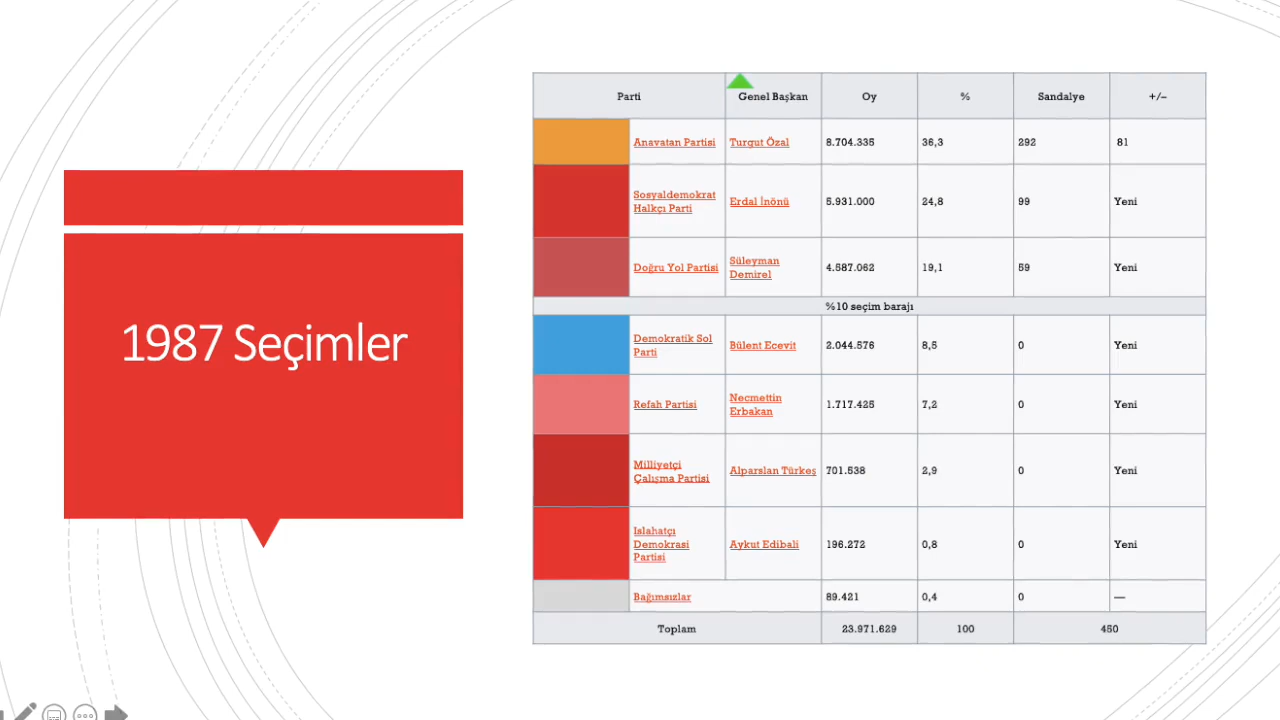 1987 Seçimler
Parti Genel Başkan Oy % Sandalye +/−
Anavatan Partisi Turgut Özal 8.704.335 36,3 292 81
Sosyaldemokrat
Halkçı Parti Erdal İnönü 5.931.000 24,8 99 Yeni
Doğru Yol Partisi Süleyman
Demirel 4.587.062 19,1 59 Yeni
%10 seçim barajı
Demokratik Sol
Parti Bülent Ecevit 2.044.576 8,5 0 Yeni
Refah Partisi Necmettin
Erbakan 1.717.425 7,2 0 Yeni
Milliyetçi
Çalışma Partisi Alparslan Türkeş 701.538 2,9 0 Yeni
Islahatçı
Demokrasi
Partisi Aykut Edibali 196.272 0,8 0 Yeni
Bağımsızlar 89.421 0,4 0 —
Toplam 23.971.629 100 450